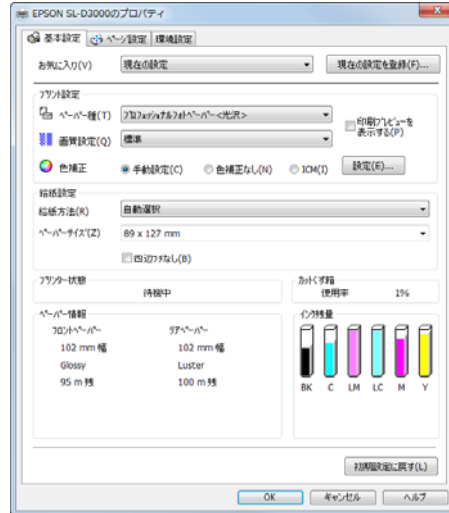 EPSON SL-D3000のプロパティ
基本設定 ページ設定 環境設定
お気に入り(V) 現在の設定 現在の設定を登録(F)...
プリント設定
ペーパー種(T) プロフェッショナルフォトペーパー<光沢> 印刷プレビューを
表示する(P)
画質設定(Q) 標準
色補正 手動設定(C) 色補正なし(N) ICM(I) 設定(E)...
給紙設定
給紙方法(R) 自動選択
ペーパーサイズ(Z) 89 x 127 mm
四辺フチなし(B)
プリンター状態 カットくず箱
待機中 使用率 1%
ペーパー情報 インク残量
フロントペーパー リアペーパー
102 mm 幅 102 mm 幅
Glossy Luster
95 m 残 100 m 残
BK C LM LC M Y
初期設定に戻す(L)
OK キャンセル ヘルプ